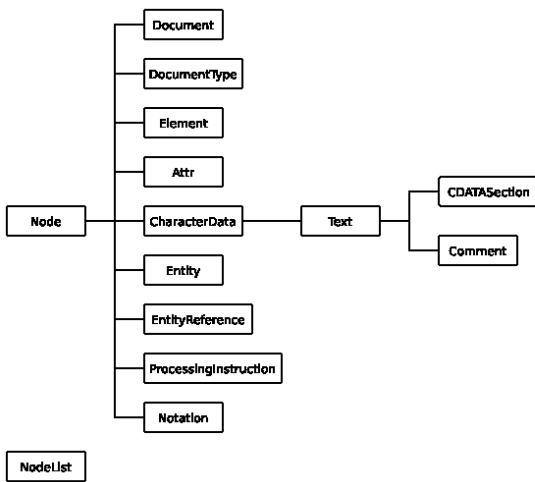 Document
DocumentType
Element
Attr
Node
CharacterData
Text
CDATASection
Comment
Entity
EntityReference
ProcessingInstruction
Notation
NodeList